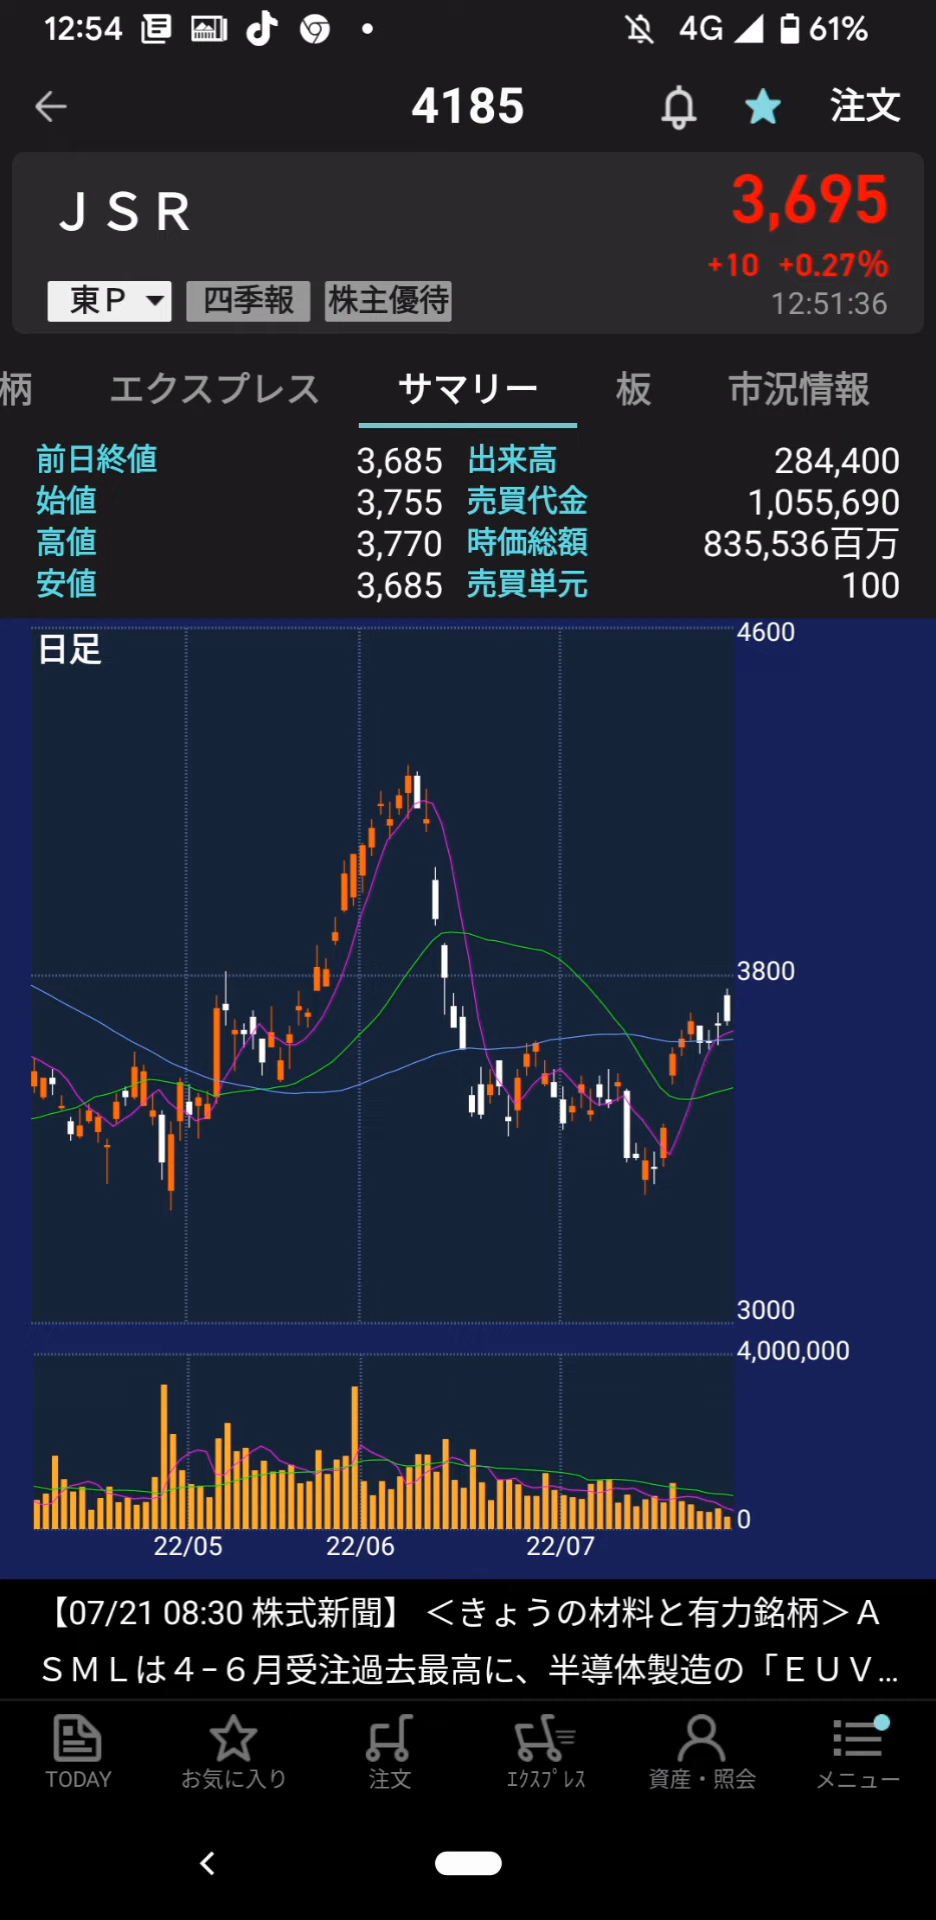 12:54 4G 61%
4185 注文
ＪＳＲ 3,695
+10 +0.27%
東Ｐ 四季報 株主優待 12:51:36
柄 エクスプレス サマリー 板 市況情報
前日終値 3,685 出来高 284,400
始値 3,755 売買代金 1,055,690
高値 3,770 時価総額 835,536百万
安値 3,685 売買単元 100
日足
4600
3800
3000
4,000,000
0
22/05 22/06 22/07
【07/21 08:30 株式新聞】 ＜きょうの材料と有力銘柄＞Ａ
ＳＭＬは４−６月受注過去最高に、半導体製造の「ＥＵＶ...
TODAY お気に入り 注文 ｴｸｽﾌﾟﾚｽ 資産・照会 メニュー